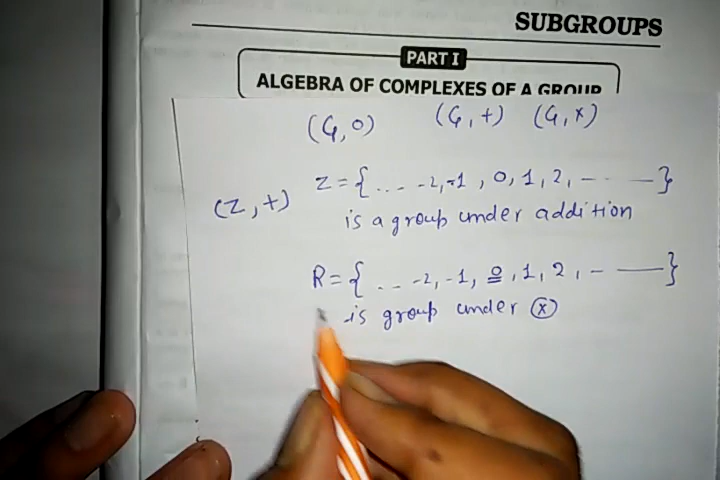 SUBGROUPS
PART I
ALGEBRA OF COMPLEXES OF A GROUP
(G, o) (G, +) (G, x)
Z = { ... -2, -1, 0, 1, 2, - - - — }
(Z, +)
is a group under addition
R = { ... -2, -1, 0, 1, 2, - — }
is group under ⓧ